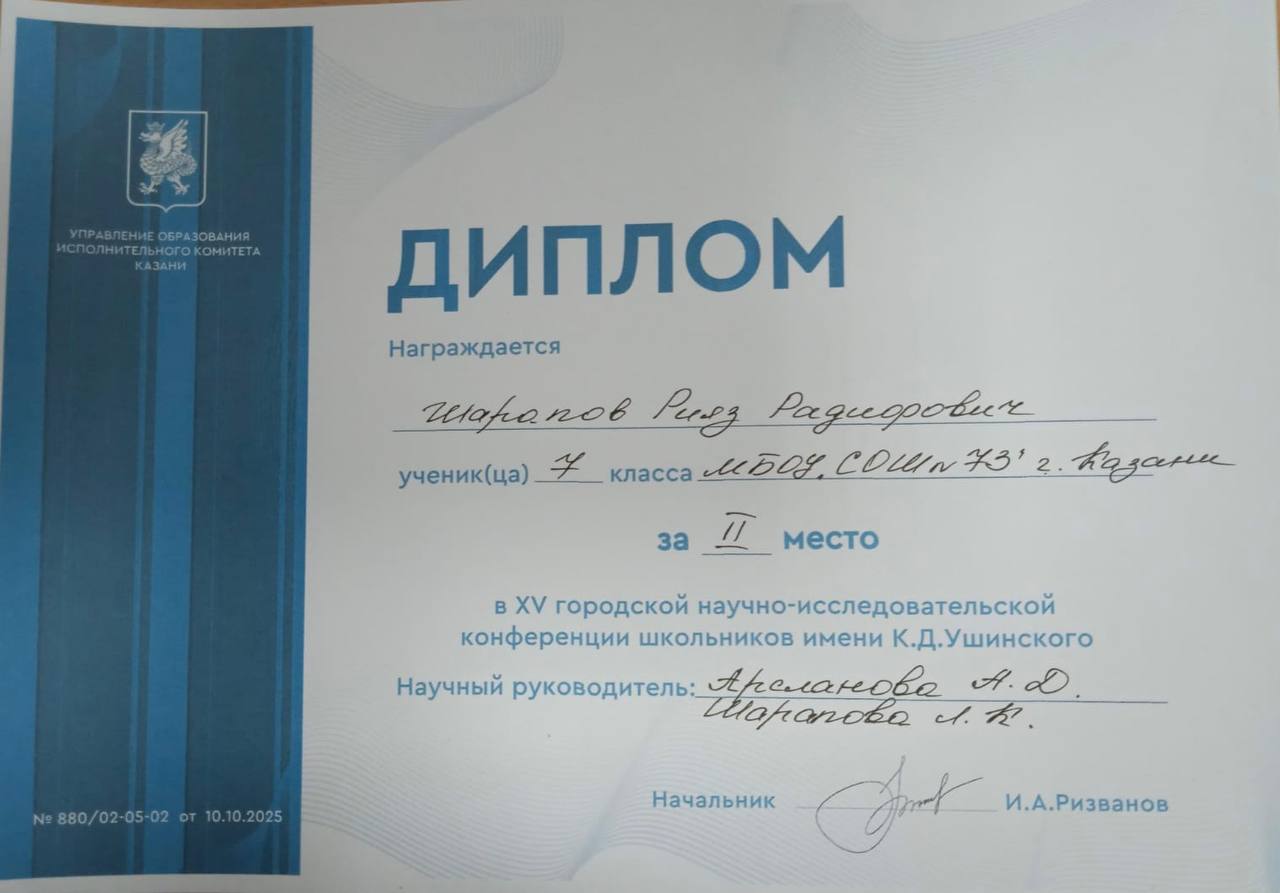 УПРАВЛЕНИЕ ОБРАЗОВАНИЯ
ИСПОЛНИТЕЛЬНОГО КОМИТЕТА
КАЗАНИ
ДИПЛОМ
Награждается
Шарапов Рияз Радифович
ученик(ца) 7 класса МБОУ "СОШ №73" г. Казани
за II место
в XV городской научно-исследовательской
конференции школьников имени К.Д.Ушинского
Научный руководитель: Арсланова А. Д.
Шарапова Л. К.
Начальник И.А.Ризванов
№ 880/02-05-02 от 10.10.2025